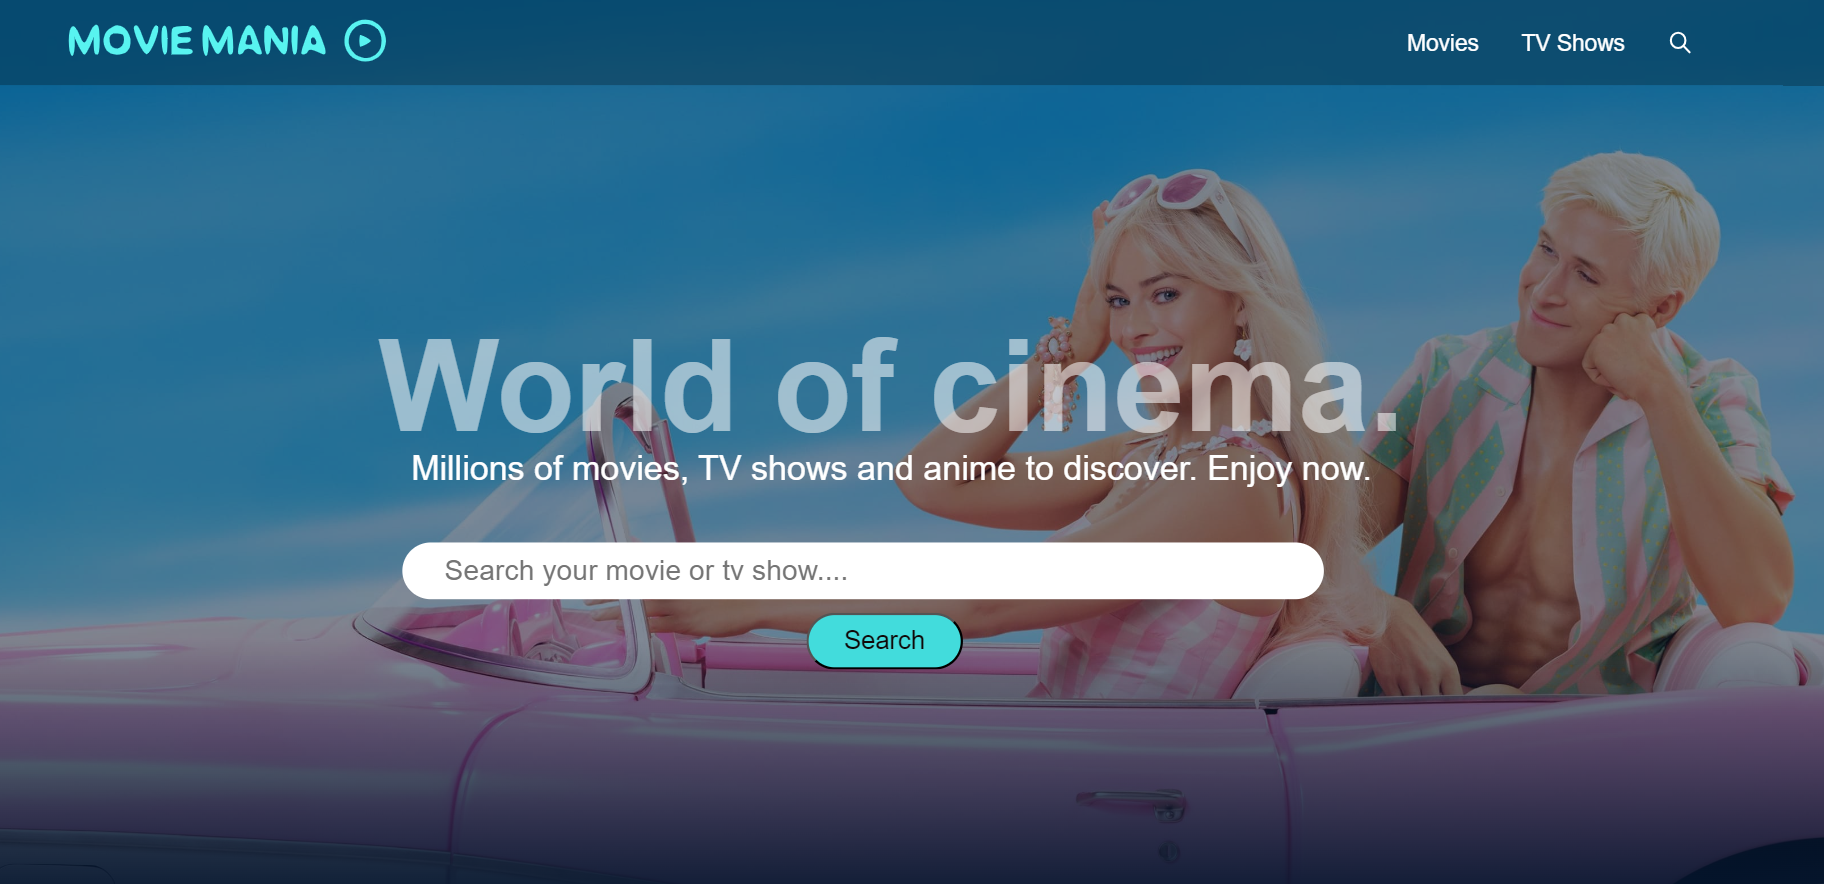 MOVIE MANIA
Movies
TV Shows
World of cinema.
Millions of movies, TV shows and anime to discover. Enjoy now.
Search your movie or tv show....
Search